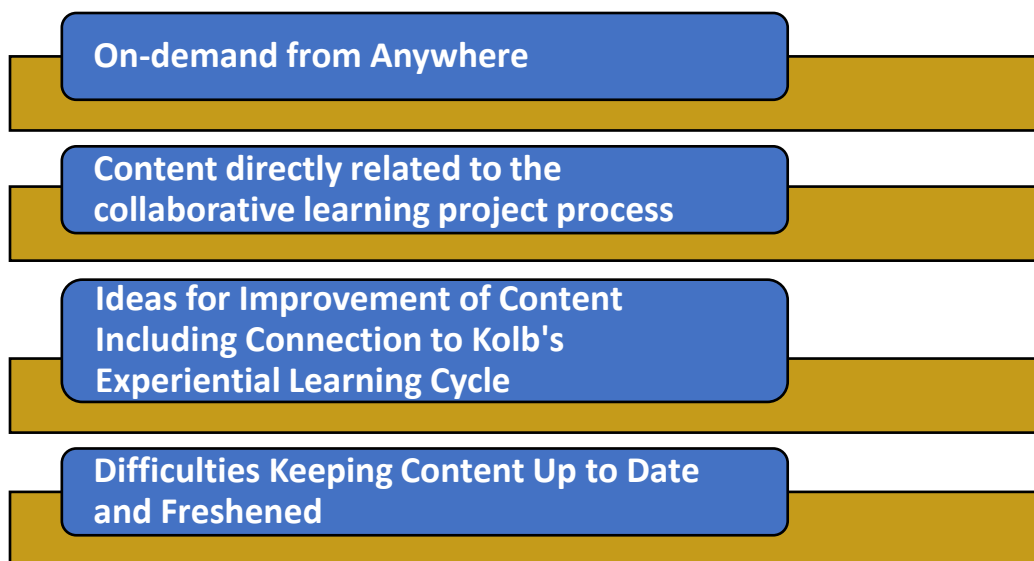 On-demand from Anywhere
Content directly related to the
collaborative learning project process
Ideas for Improvement of Content
Including Connection to Kolb's
Experiential Learning Cycle
Difficulties Keeping Content Up to Date
and Freshened